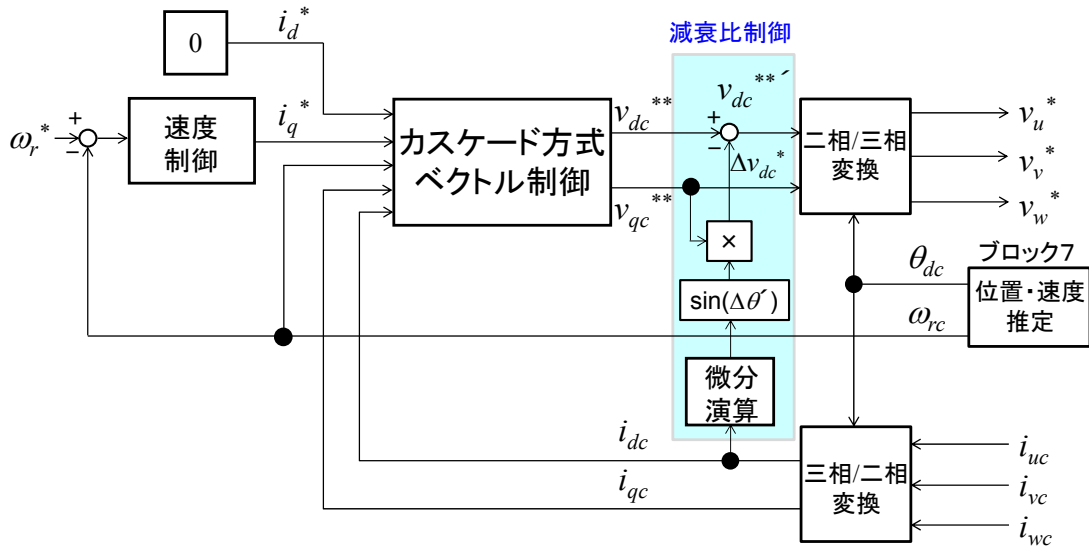 減衰比制御
0
i_d^*
ω_r^*
+
−
速度
制御
i_q^*
カスケード方式
ベクトル制御
v_dc^**
v_qc^**
+
−
v_dc^**´
Δv_dc^*
×
sin(Δθ´)
微分
演算
二相/三相
変換
v_u^*
v_v^*
v_w^*
ブロック7
位置・速度
推定
θ_dc
ω_rc
i_dc
i_qc
三相/二相
変換
i_uc
i_vc
i_wc